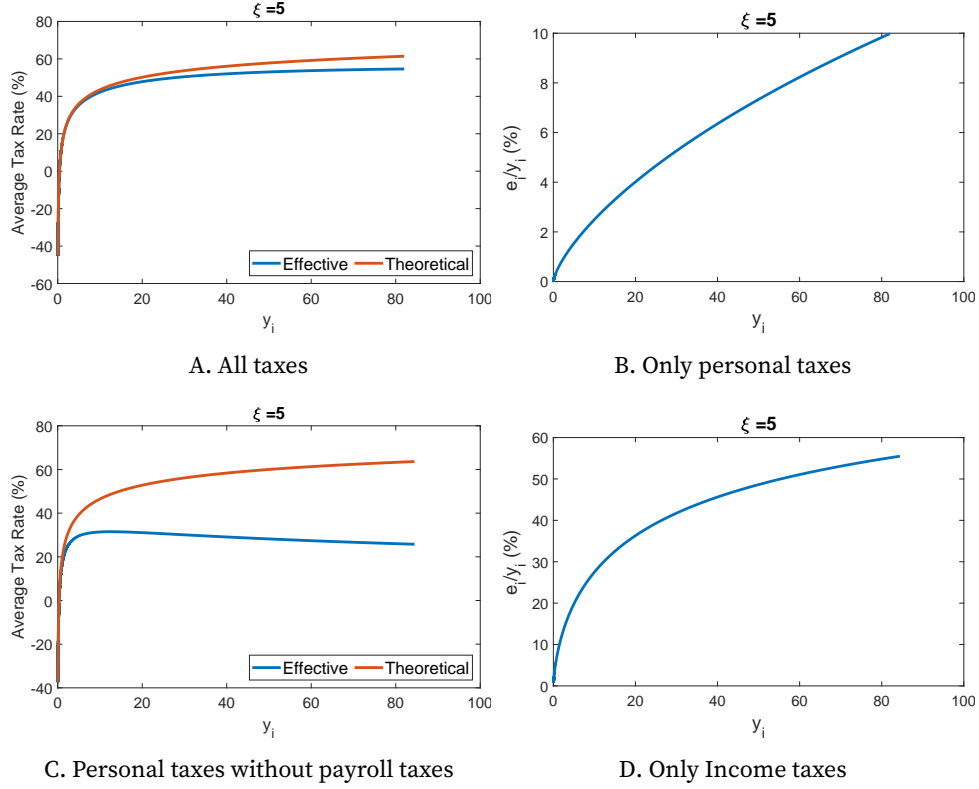 ξ =5
80
60
40
20
0
-20
-40
-60
Average Tax Rate (%)
Effective Theoretical
0 20 40 60 80 100
y_i
A. All taxes
ξ =5
10
8
6
4
2
0
e_i/y_i (%)
0 20 40 60 80 100
y_i
B. Only personal taxes
ξ =5
80
60
40
20
0
-20
-40
Average Tax Rate (%)
Effective Theoretical
0 20 40 60 80 100
y_i
C. Personal taxes without payroll taxes
ξ =5
60
50
40
30
20
10
0
e_i/y_i (%)
0 20 40 60 80 100
y_i
D. Only Income taxes